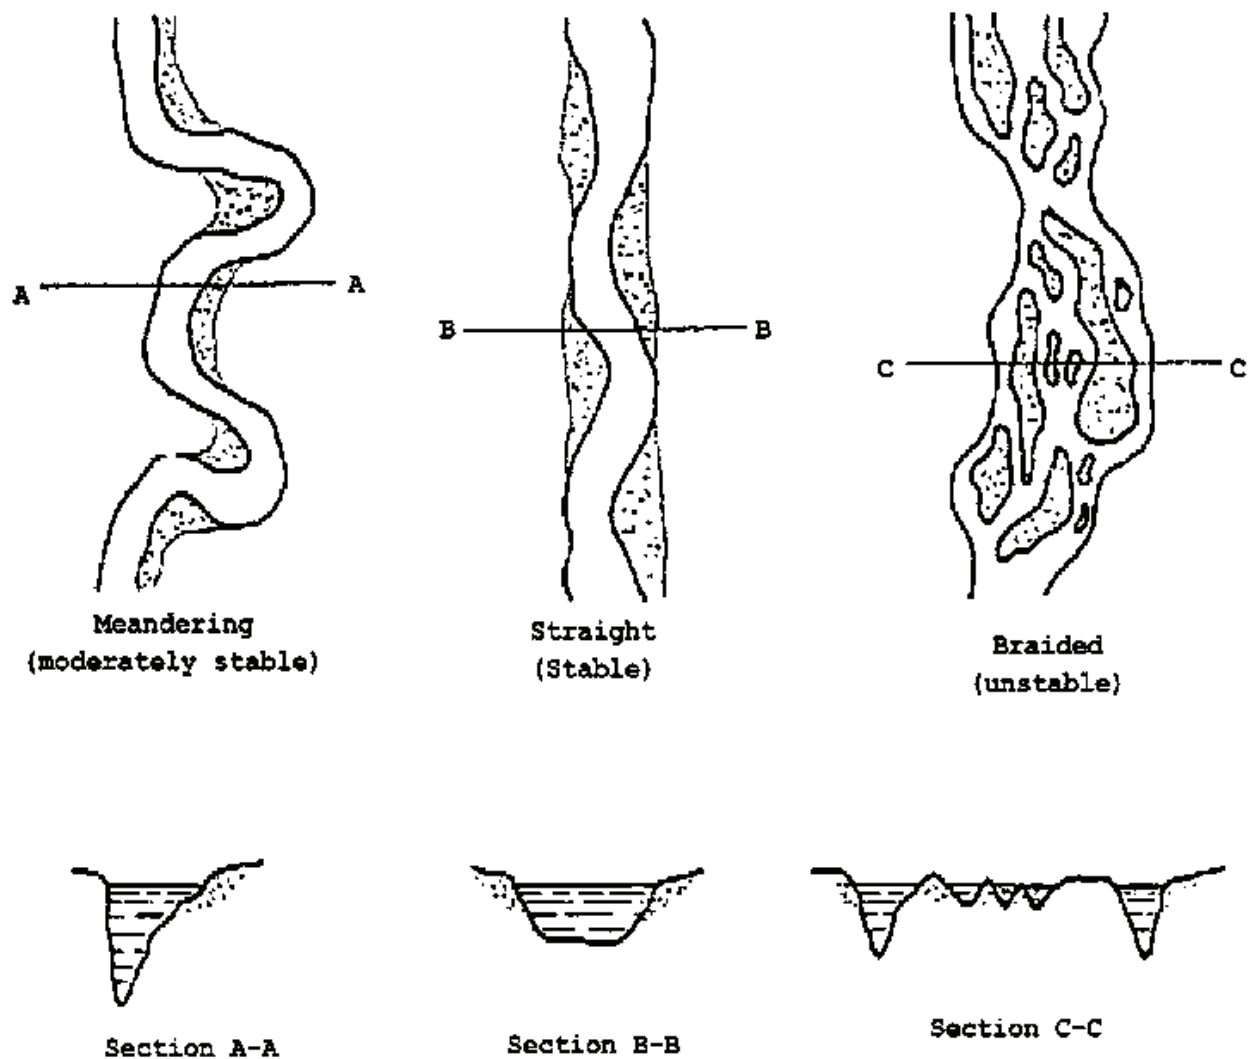 A
A
B
B
C
C
Meandering
(moderately stable)
Straight
(Stable)
Braided
(unstable)
Section A-A
Section B-B
Section C-C